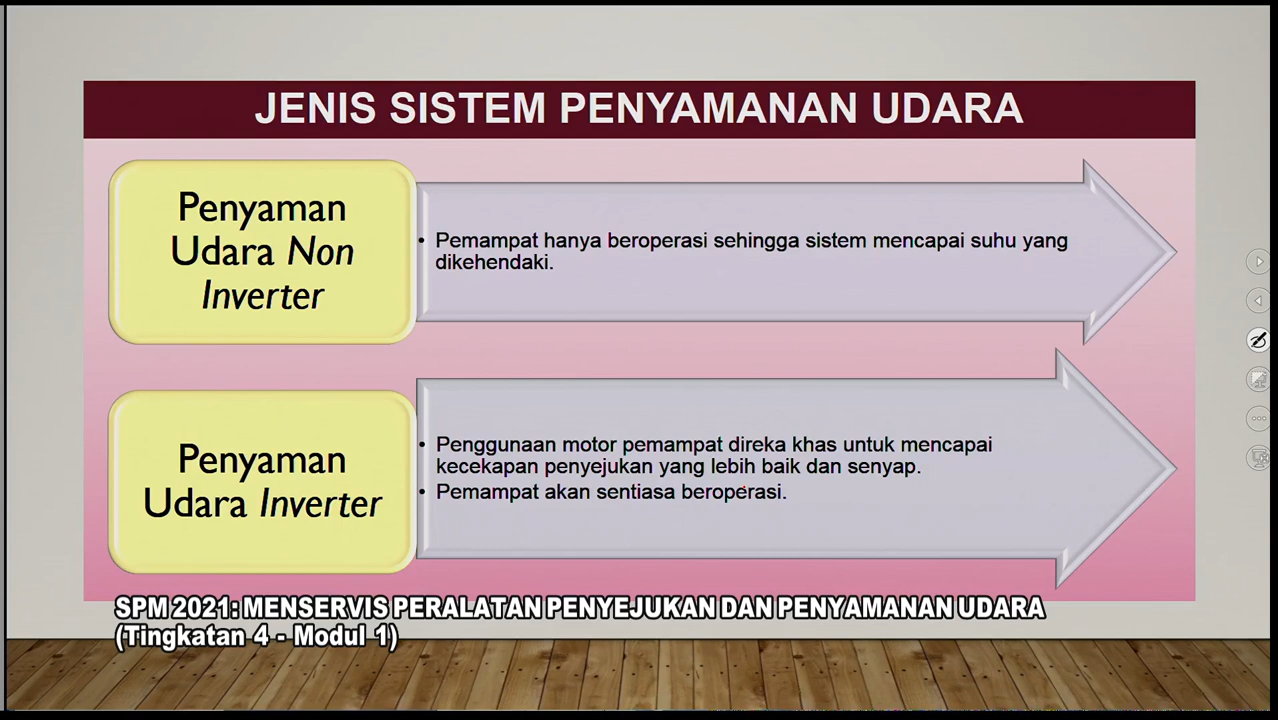 JENIS SISTEM PENYAMANAN UDARA
Penyaman
Udara Non
Inverter
• Pemampat hanya beroperasi sehingga sistem mencapai suhu yang
dikehendaki.
Penyaman
Udara Inverter
• Penggunaan motor pemampat direka khas untuk mencapai
kecekapan penyejukan yang lebih baik dan senyap.
• Pemampat akan sentiasa beroperasi.
SPM 2021: MENSERVIS PERALATAN PENYEJUKAN DAN PENYAMANAN UDARA
(Tingkatan 4 - Modul 1)